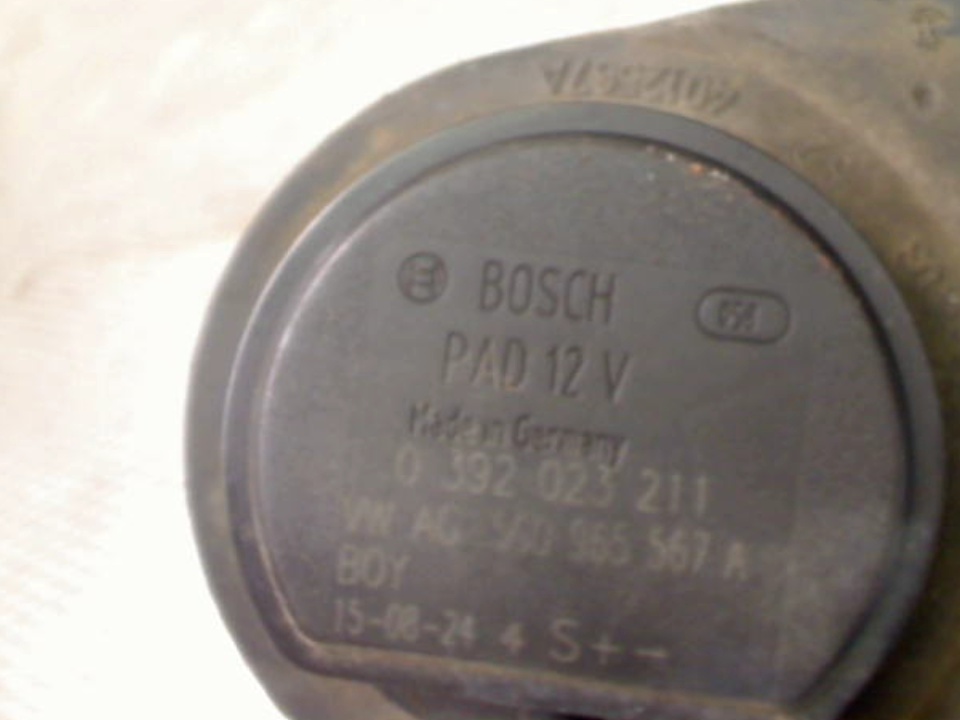 BOSCH
PAD 12 V
Made in Germany
0 392 023 211
VW AG 5G0 965 567 A
BOY
15-08-24 4 S + -